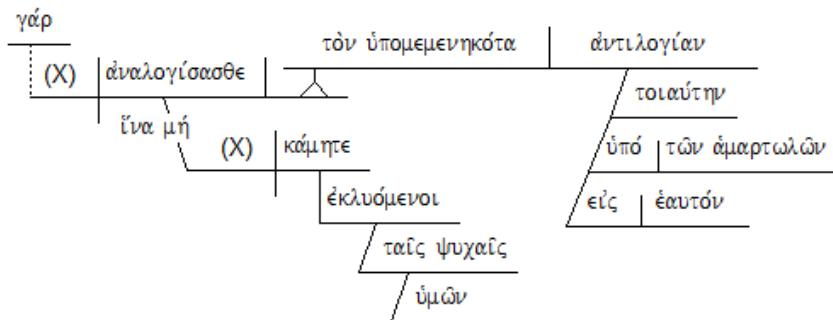 γάρ
τὸν ὑπομεμενηκότα ἀντιλογίαν
(X) ἀναλογίσασθε
τοιαύτην
ἵνα μή
(X) κάμητε
ὑπό τῶν ἁμαρτωλῶν
ἐκλυόμενοι
εἰς ἑαυτόν
ταῖς ψυχαῖς
ὑμῶν